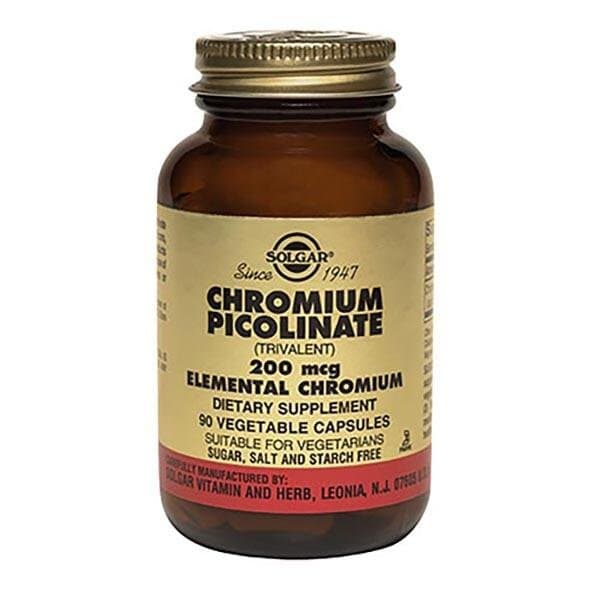 SOLGAR®
Since 1947
CHROMIUM
PICOLINATE
(TRIVALENT)
200 mcg
ELEMENTAL CHROMIUM
DIETARY SUPPLEMENT
90 VEGETABLE CAPSULES
SUITABLE FOR VEGETARIANS
SUGAR, SALT AND STARCH FREE
CAREFULLY MANUFACTURED BY:
SOLGAR VITAMIN AND HERB, LEONIA, N.J. 07605